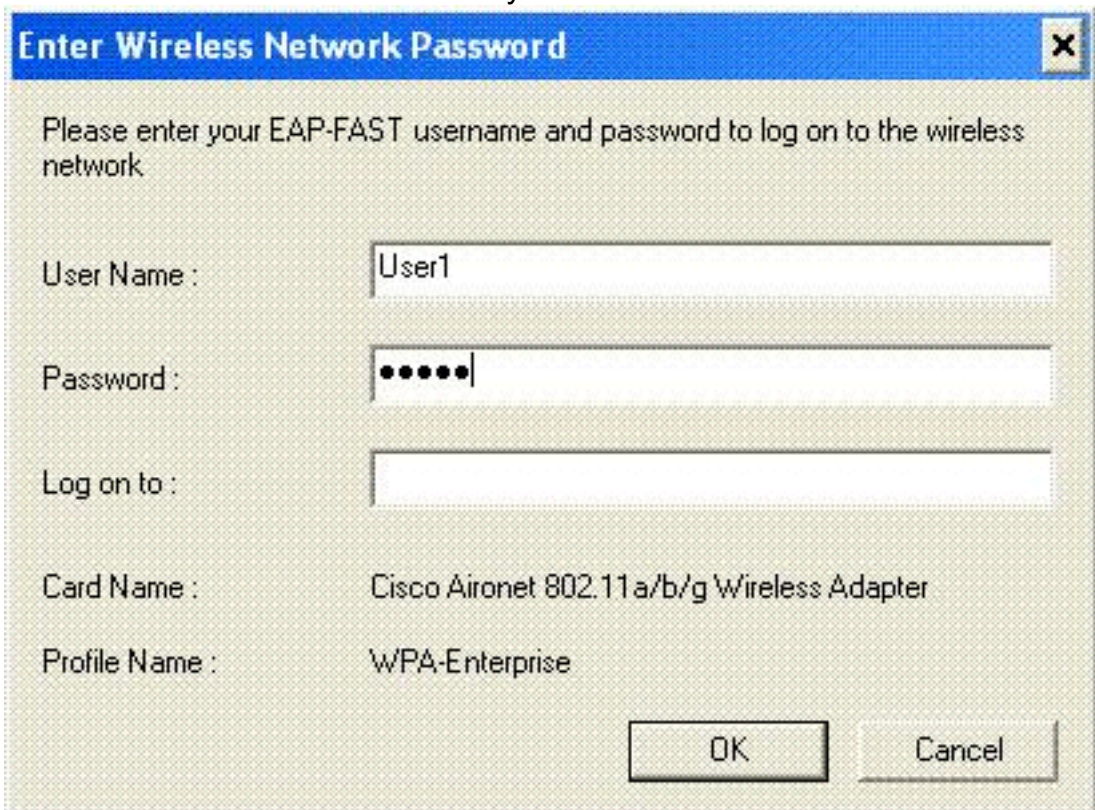 Enter Wireless Network Password
Please enter your EAP-FAST username and password to log on to the wireless
network
User Name : User1
Password : •••••
Log on to :
Card Name : Cisco Aironet 802.11a/b/g Wireless Adapter
Profile Name : WPA-Enterprise
OK Cancel